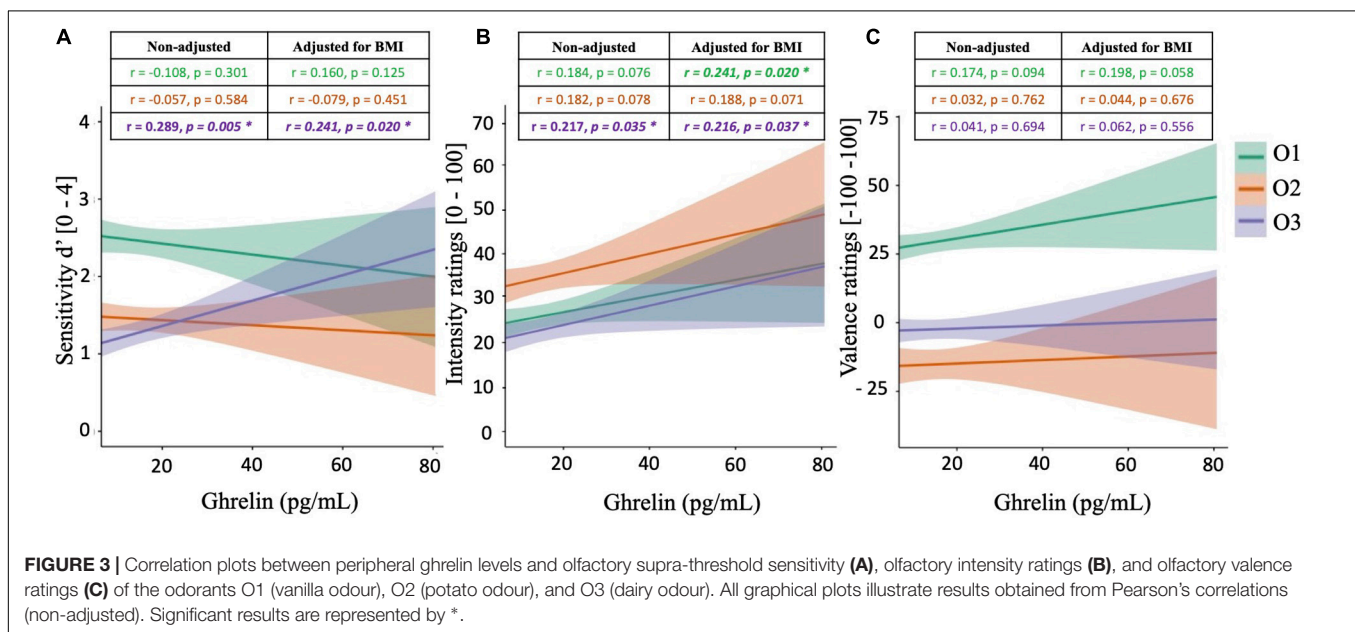 A
Non-adjusted Adjusted for BMI
r = -0.108, p = 0.301 r = 0.160, p = 0.125
r = -0.057, p = 0.584 r = -0.079, p = 0.451
r = 0.289, p = 0.005 * r = 0.241, p = 0.020 *
4
3
2
1
0
Sensitivity d' [0 - 4]
20 40 60 80
Ghrelin (pg/mL)
B
Non-adjusted Adjusted for BMI
r = 0.184, p = 0.076 r = 0.241, p = 0.020 *
r = 0.182, p = 0.078 r = 0.188, p = 0.071
r = 0.217, p = 0.035 * r = 0.216, p = 0.037 *
70
60
50
40
30
20
10
0
Intensity ratings [0 - 100]
20 40 60 80
Ghrelin (pg/mL)
C
Non-adjusted Adjusted for BMI
r = 0.174, p = 0.094 r = 0.198, p = 0.058
r = 0.032, p = 0.762 r = 0.044, p = 0.676
r = 0.041, p = 0.694 r = 0.062, p = 0.556
75
50
25
0
- 25
Valence ratings [-100 -100]
20 40 60 80
Ghrelin (pg/mL)
O1
O2
O3
FIGURE 3 | Correlation plots between peripheral ghrelin levels and olfactory supra-threshold sensitivity (A), olfactory intensity ratings (B), and olfactory valence
ratings (C) of the odorants O1 (vanilla odour), O2 (potato odour), and O3 (dairy odour). All graphical plots illustrate results obtained from Pearson's correlations
(non-adjusted). Significant results are represented by *.